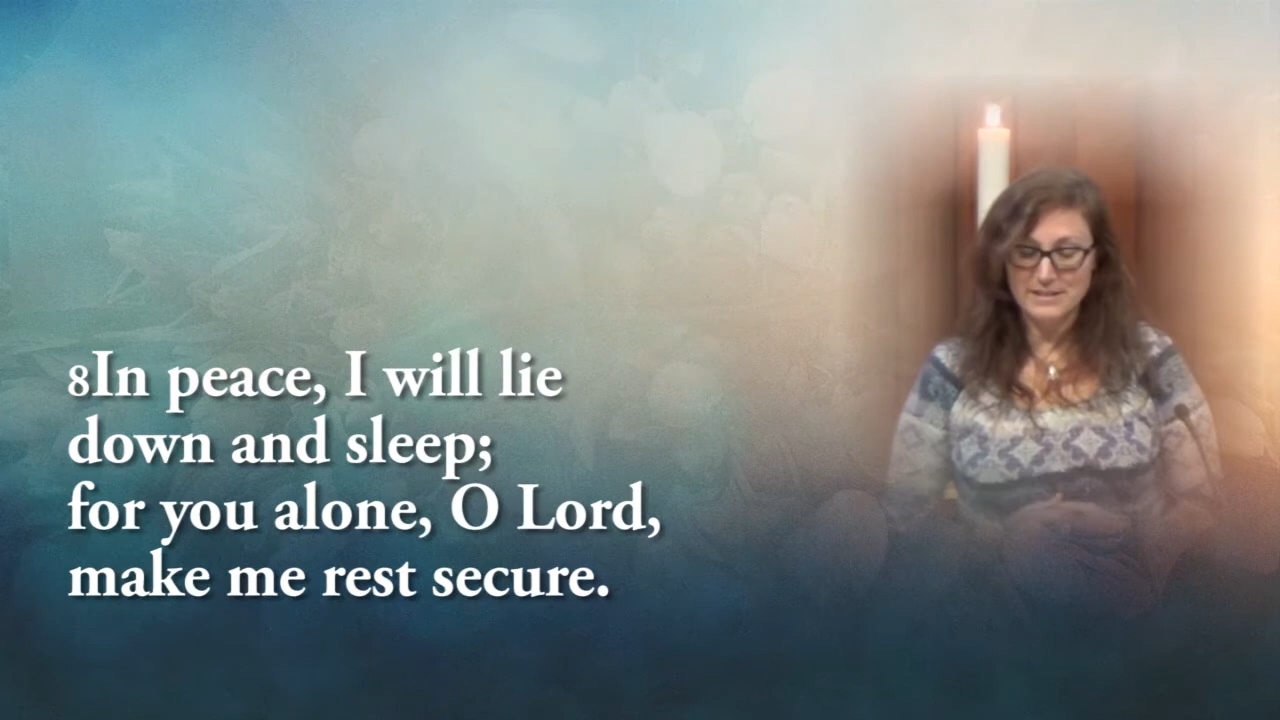 8In peace, I will lie
down and sleep;
for you alone, O Lord,
make me rest secure.